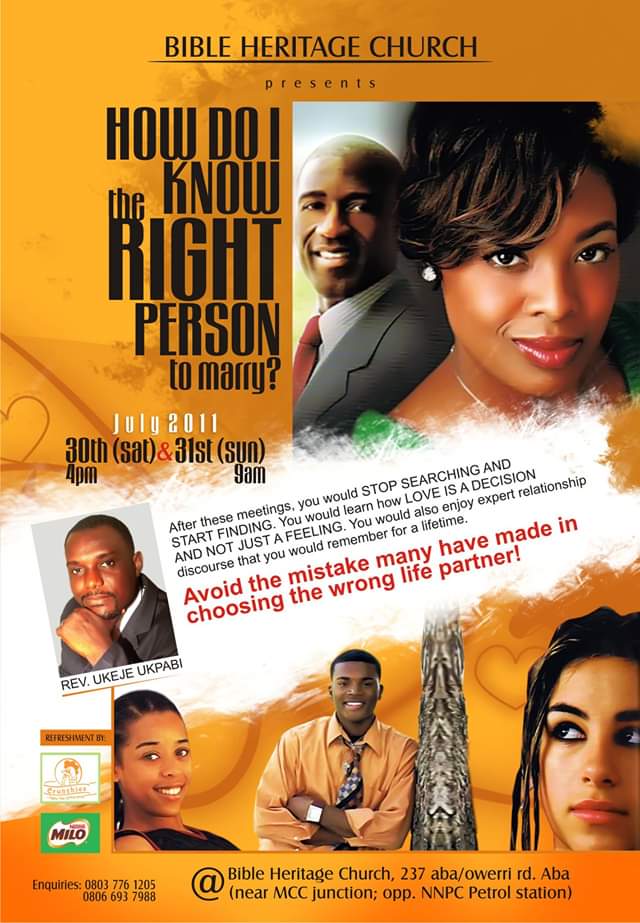 BIBLE HERITAGE CHURCH
presents
HOW DO I
KNOW
the
RIGHT
PERSON
to marry?
July 2011
30th (sat) & 31st (sun)
4pm 9am
After these meetings, you would STOP SEARCHING AND
START FINDING. You would learn how LOVE IS A DECISION
AND NOT JUST A FEELING. You would also enjoy expert relationship
discourse that you would remember for a lifetime.
Avoid the mistake many have made in
choosing the wrong life partner!
REV. UKEJE UKPABI
REFRESHMENT BY:
Crunchies
Nestlé
MILO
Enquiries: 0803 776 1205
0806 693 7988
@ Bible Heritage Church, 237 aba/owerri rd. Aba
(near MCC junction; opp. NNPC Petrol station)